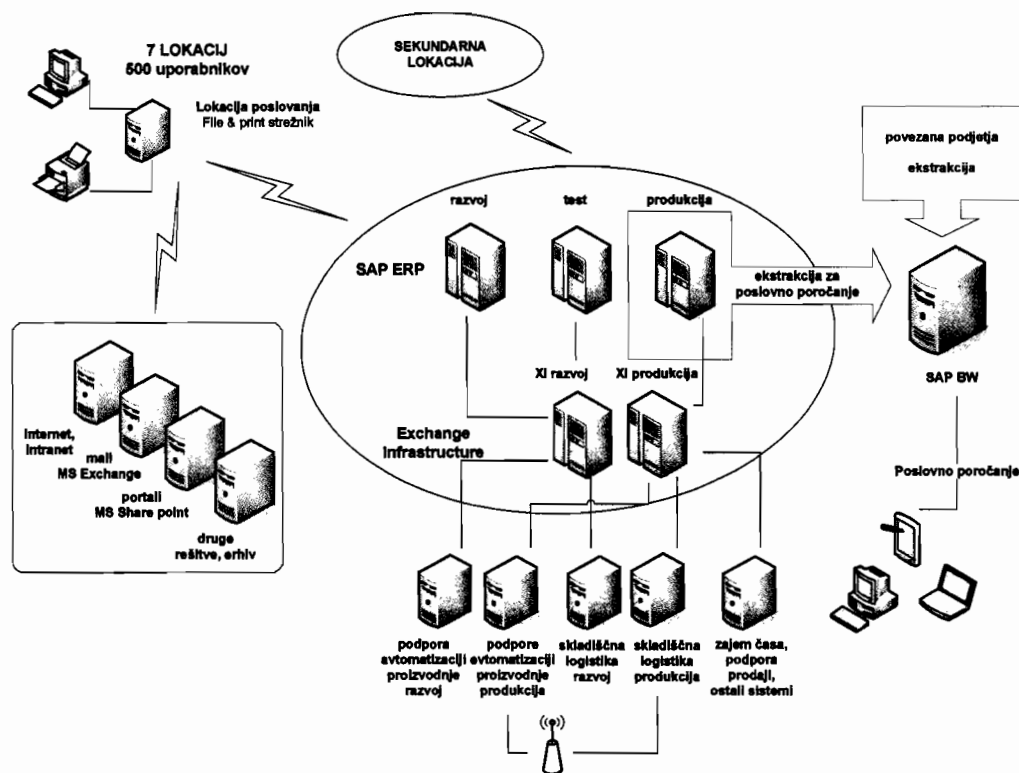 7 LOKACIJ
500 uporabnikov
Lokacija poslovanja
File & print strežnik
SEKUNDARNA
LOKACIJA
povezana podjetja
ekstrakcija
razvoj
test
produkcija
SAP ERP
ekstrakcija za
poslovno poročanje
SAP BW
XI razvoj
XI produkcija
Exchange
Infrastructure
Poslovno poročanje
Internet,
Intranet
mail
MS Exchange
portali
MS Share point
druge
rešitve, erhiv
podpora
avtomatizaciji
proizvodnje
razvoj
podpore
evtomatizaciji
proizvodnje
produkcija
skladiščna
logistika
razvoj
skladiščna
logistika
produkcija
zajem časa,
podpora
prodaji,
ostali sistemi